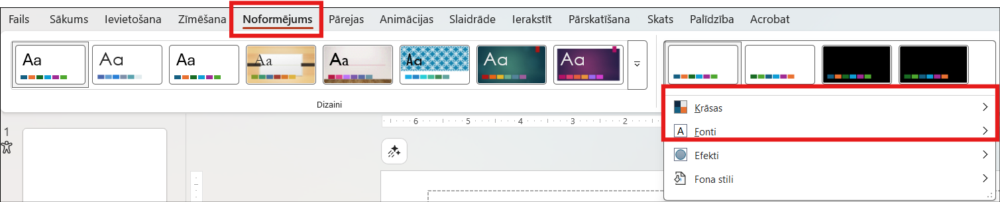 Fails Sākums Ievietošana Zīmēšana Noformējums Pārejas Animācijas Slaidrāde Ierakstīt Pārskatīšana Skats Palīdzība Acrobat
Aa Aa Aa Aa Aa Aa Aa Aa
Dizaini
Krāsas
Fonti
Efekti
Fona stili
6 5 4 3 2
1